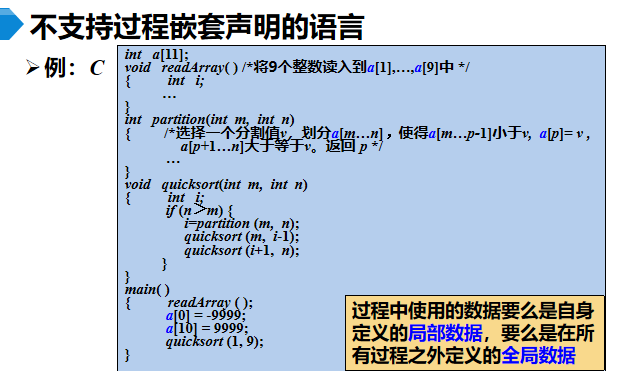 不支持过程嵌套声明的语言
➢例：C
int a[11];
void readArray( ) /*将9个整数读入到a[1],…,a[9]中 */
{ int i;
…
}
int partition(int m, int n)
{ /*选择一个分割值v，划分a[m…n]，使得a[m…p-1]小于v, a[p]= v ,
a[p+1…n]大于等于v。返回 p */
…
}
void quicksort(int m, int n)
{ int i;
if (n＞m) {
i=partition (m, n);
quicksort (m, i-1);
quicksort (i+1, n);
}
}
main( )
{ readArray ( );
a[0] = -9999;
a[10] = 9999;
quicksort (1, 9);
}
过程中使用的数据要么是自身
定义的局部数据，要么是在所
有过程之外定义的全局数据